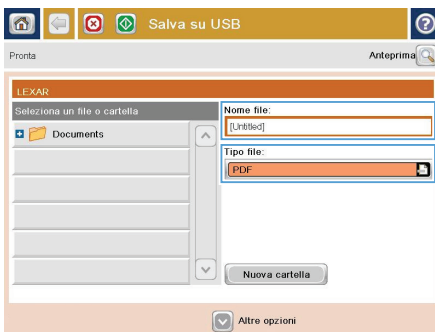 Salva su USB
?
Pronta
Anteprima
LEXAR
Seleziona un file o cartella
Nome file:
[Untitled]
Documents
Tipo file:
PDF
Nuova cartella
Altre opzioni